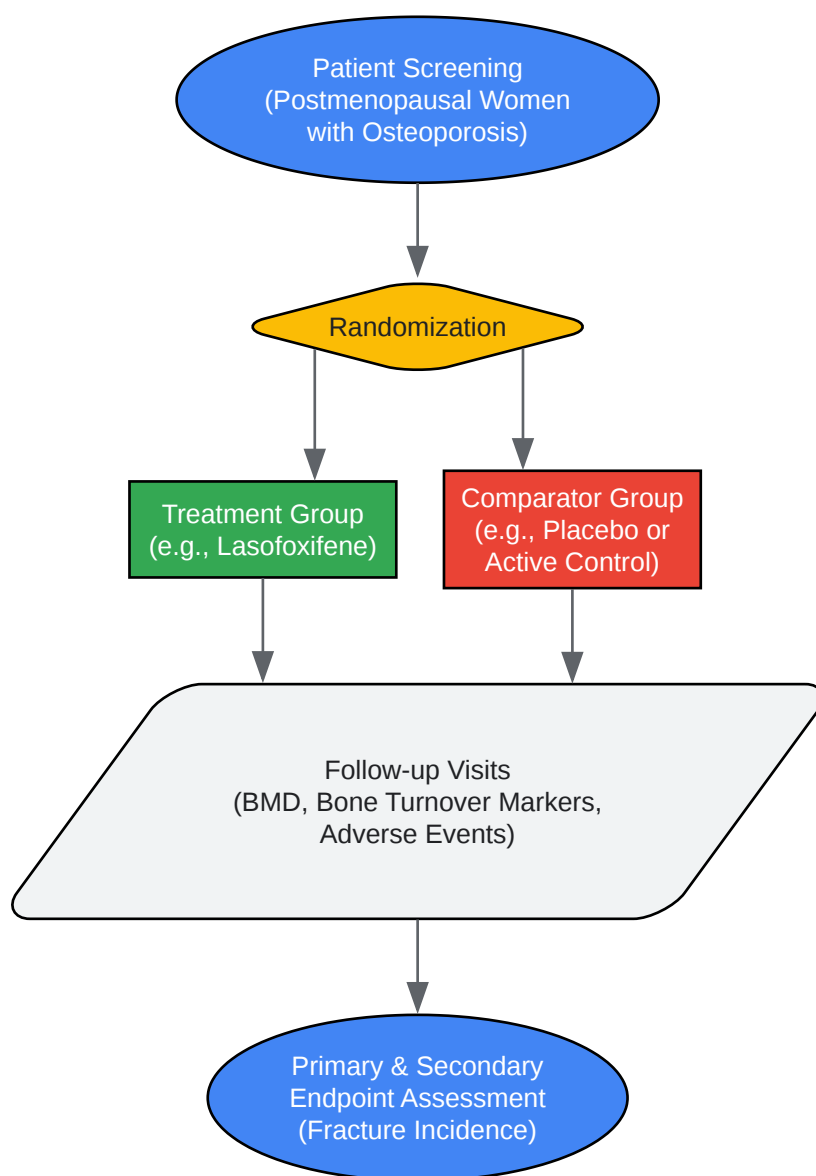 Patient Screening
(Postmenopausal Women
with Osteoporosis)
Randomization
Treatment Group
(e.g., Lasofoxifene)
Comparator Group
(e.g., Placebo or
Active Control)
Follow-up Visits
(BMD, Bone Turnover Markers,
Adverse Events)
Primary & Secondary
Endpoint Assessment
(Fracture Incidence)